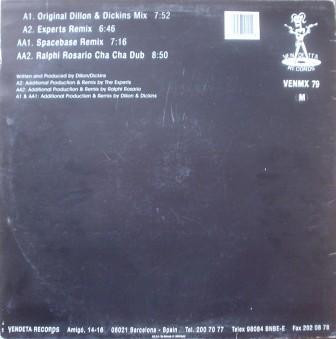 A1. Original Dillon & Dickins Mix 7:52
A2. Experts Remix 6:46
AA1. Spacebase Remix 7:16
AA2. Ralphi Rosario Cha Cha Dub 8:50
Written and Produced by Dillon/Dickins
A2: Additional Production & Remix by The Experts
AA2: Additional Production & Remix by Ralphi Rosario
A1 & AA1: Additional Production & Remix by Dillon & Dickins
VENDETTA
RECORDS
VENMX 79
M
VENDETA RECORDS Amigó, 14-16 08021 Barcelona - Spain Tel. 200 70 77 Telex 98084 BNBE-E Fax 202 08 78